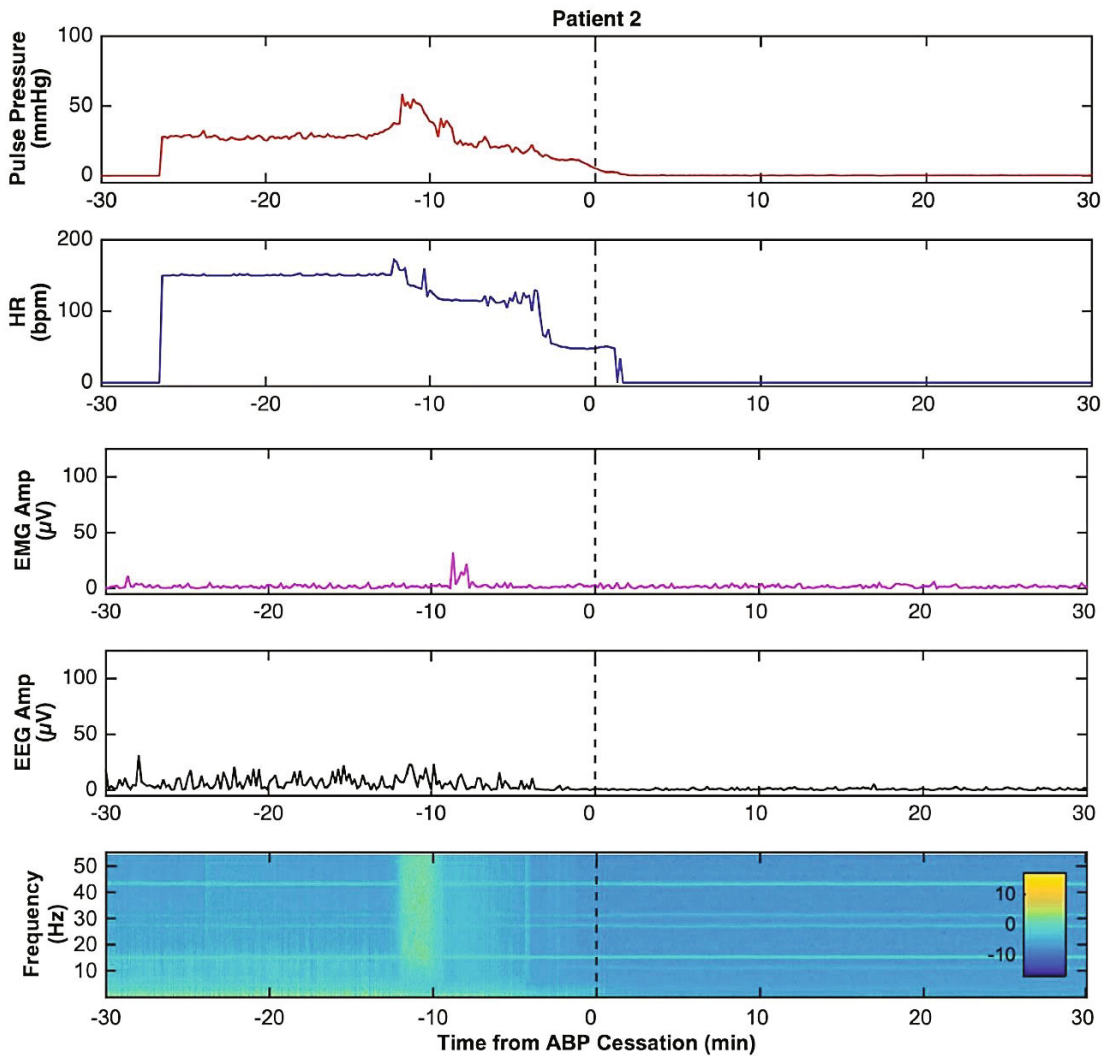 Patient 2
Pulse Pressure
(mmHg)
100
50
0
-30 -20 -10 0 10 20 30
HR
(bpm)
200
100
0
-30 -20 -10 0 10 20 30
EMG Amp
(µV)
100
50
0
-30 -20 -10 0 10 20 30
EEG Amp
(µV)
100
50
0
-30 -20 -10 0 10 20 30
Frequency
(Hz)
50
40
30
20
10
10
0
-10
-30 -20 -10 0 10 20 30
Time from ABP Cessation (min)